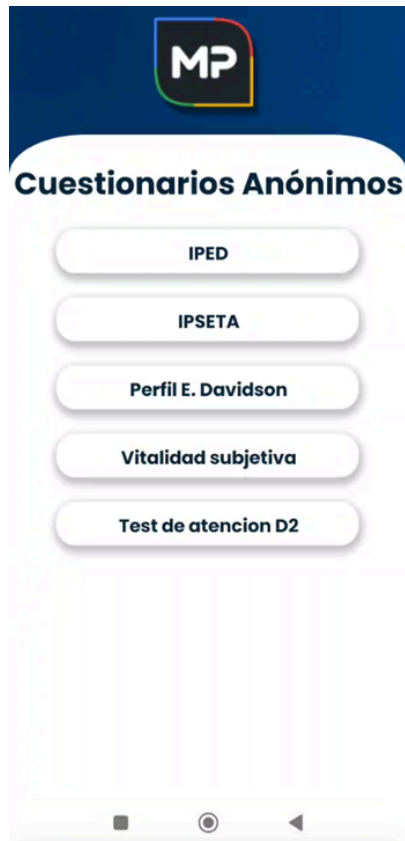 MP
Cuestionarios Anónimos
IPED
IPSETA
Perfil E. Davidson
Vitalidad subjetiva
Test de atencion D2